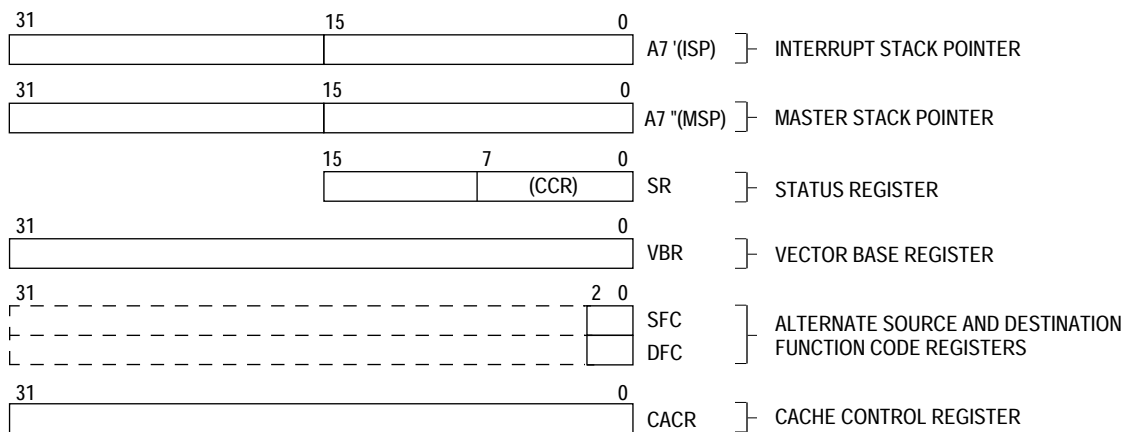 31 15 0
A7 '(ISP) INTERRUPT STACK POINTER
31 15 0
A7 "(MSP) MASTER STACK POINTER
15 7 0
(CCR) SR STATUS REGISTER
31 0
VBR VECTOR BASE REGISTER
31 2 0
SFC
ALTERNATE SOURCE AND DESTINATION
DFC
FUNCTION CODE REGISTERS
31 0
CACR CACHE CONTROL REGISTER